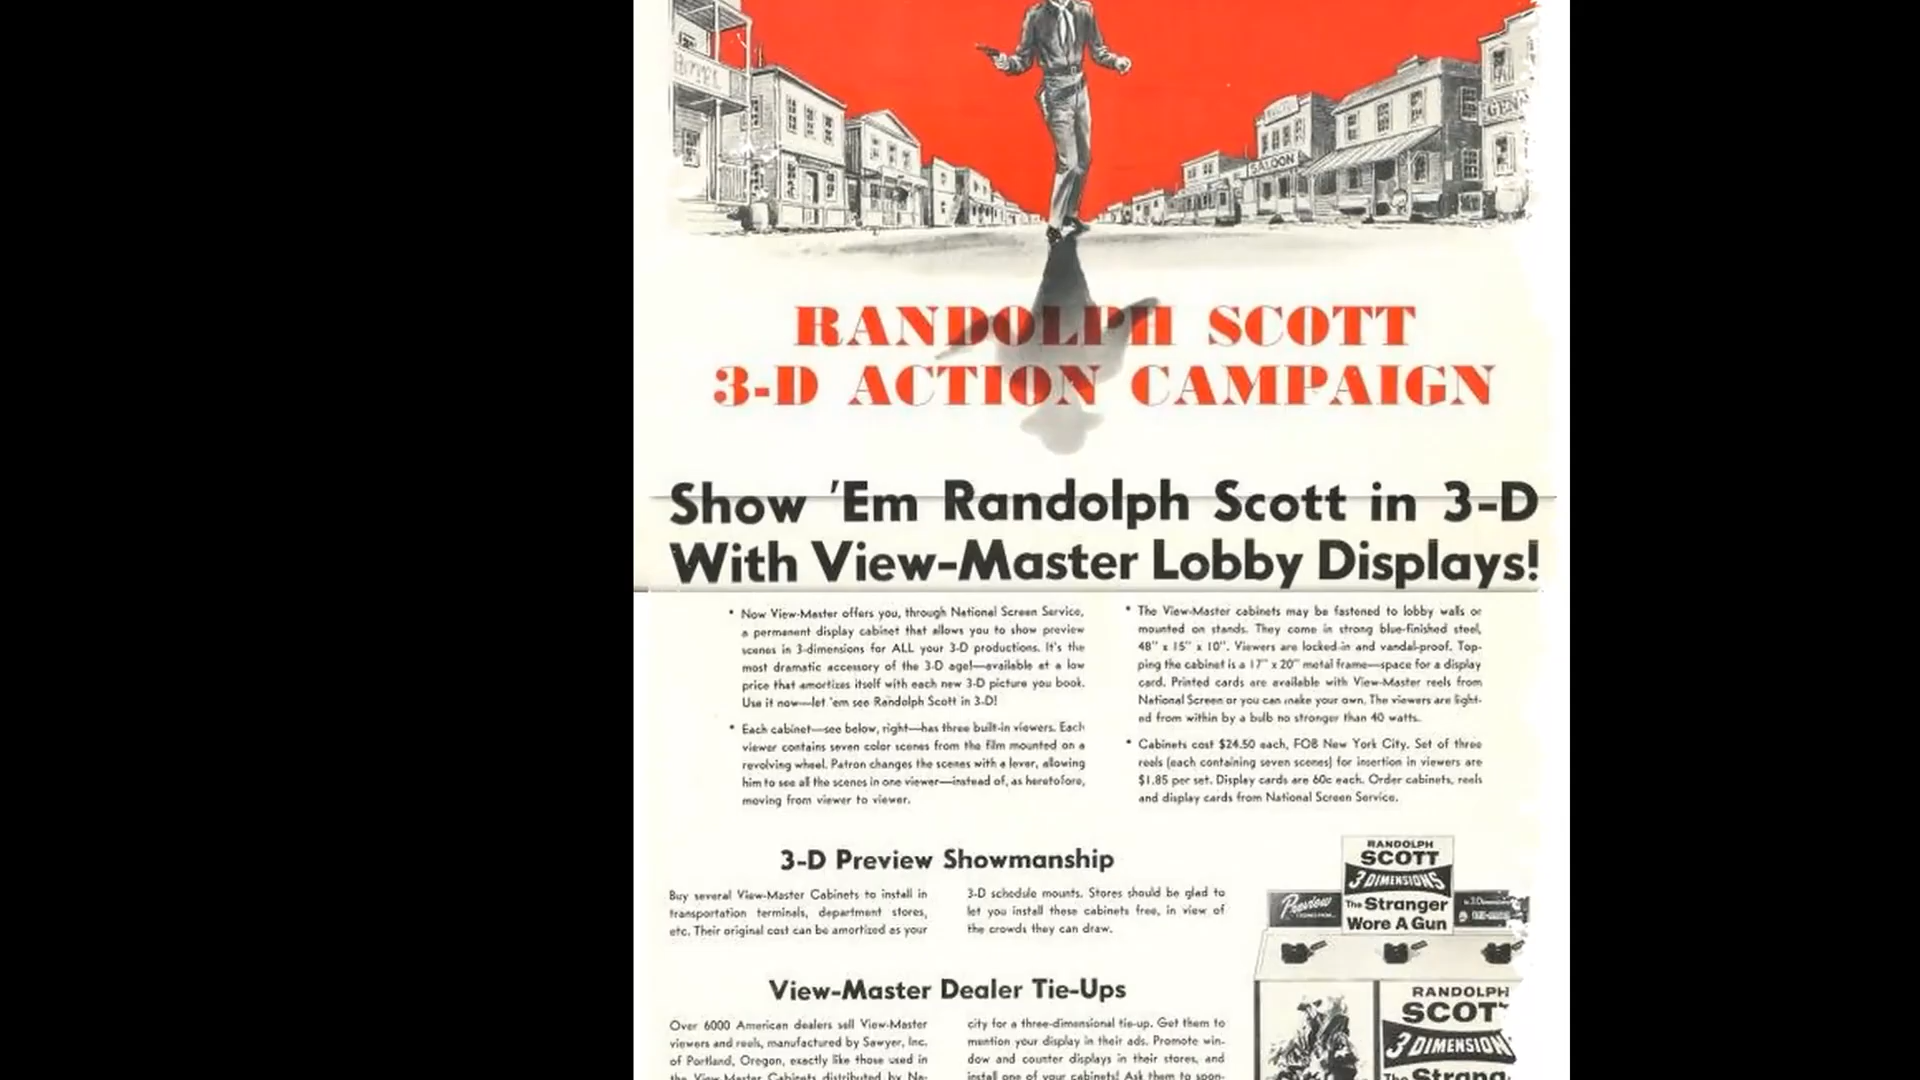 HOTEL
SALOON
RANDOLPH SCOTT
3-D ACTION CAMPAIGN
Show 'Em Randolph Scott in 3-D
With View-Master Lobby Displays!
• Now View-Master offers you, through National Screen Service,
a permanent display cabinet that allows you to show preview
scenes in 3-dimensions for ALL your 3-D productions. It's the
most dramatic accessory of the 3-D age!—available at a low
price that amortizes itself with each new 3-D picture you book.
Use it now—let 'em see Randolph Scott in 3-D!
• Each cabinet—see below, right—has three built-in viewers. Each
viewer contains seven color scenes from the film mounted on a
revolving wheel. Patron changes the scenes with a lever, allowing
him to see all the scenes in one viewer—instead of, as heretofore,
moving from viewer to viewer.
• The View-Master cabinets may be fastened to lobby walls or
mounted on stands. They come in strong blue-finished steel,
48" x 15" x 10". Viewers are locked-in and vandal-proof. Top-
ping the cabinet is a 17" x 20" metal frame—space for a display
card. Printed cards are available with View-Master reels from
National Screen or you can make your own. The viewers are light-
ed from within by a bulb no stronger than 40 watts.
• Cabinets cost $24.50 each, FOB New York City. Set of three
reels (each containing seven scenes) for insertion in viewers are
$1.85 per set. Display cards are 60c each. Order cabinets, reels
and display cards from National Screen Service.
3-D Preview Showmanship
Buy several View-Master Cabinets to install in
transportation terminals, department stores,
etc. Their original cost can be amortized as your
3-D schedule mounts. Stores should be glad to
let you install these cabinets free, in view of
the crowds they can draw.
View-Master Dealer Tie-Ups
Over 6000 American dealers sell View-Master
viewers and reels, manufactured by Sawyer, Inc.
of Portland, Oregon, exactly like those used in
the View-Master Cabinets distributed by Na-
city for a three-dimensional tie-up. Get them to
mention your display in their ads. Promote win-
dow and counter displays in their stores, and
install one of your cabinets! Ask them to spon-
RANDOLPH
SCOTT
3 DIMENSIONS
The Stranger
Wore A Gun
Preview
RANDOLPH
SCOTT
3 DIMENSION
The Strang